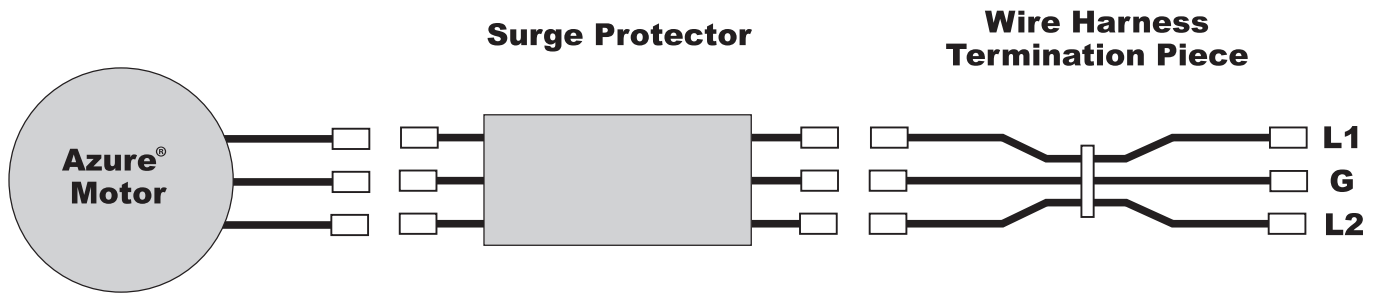 Surge Protector
Wire Harness
Termination Piece
Azure®
Motor
L1
G
L2